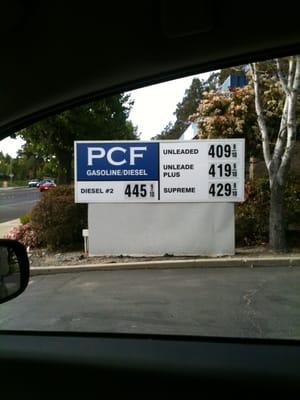 PCF
GASOLINE/DIESEL
DIESEL #2 445 9/10
UNLEADED 409 9/10
UNLEADE PLUS 419 9/10
SUPREME 429 9/10